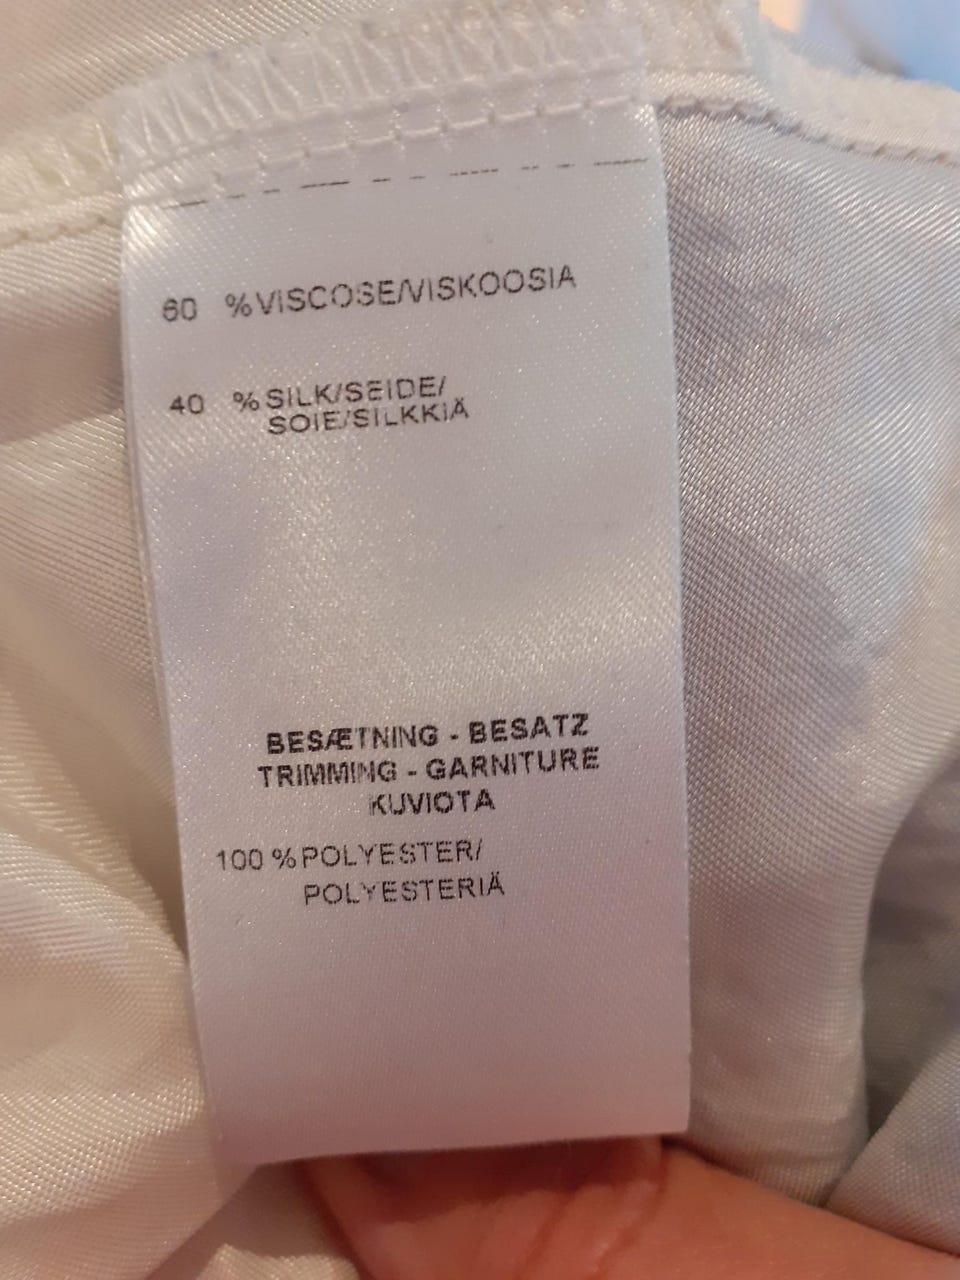 60 % VISCOSE/VISKOOSIA
40 % SILK/SEIDE/
SOIE/SILKKIÄ
BESÆTNING - BESATZ
TRIMMING - GARNITURE
KUVIOTA
100 % POLYESTER/
POLYESTERIÄ